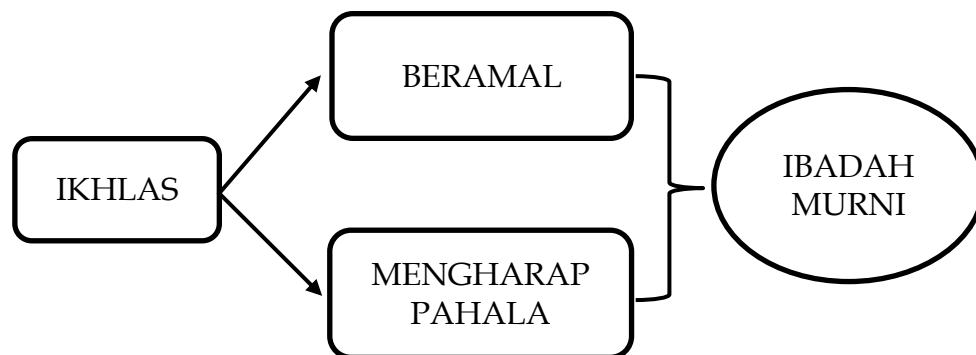 IKHLAS
BERAMAL
MENGHARAP
PAHALA
IBADAH
MURNI